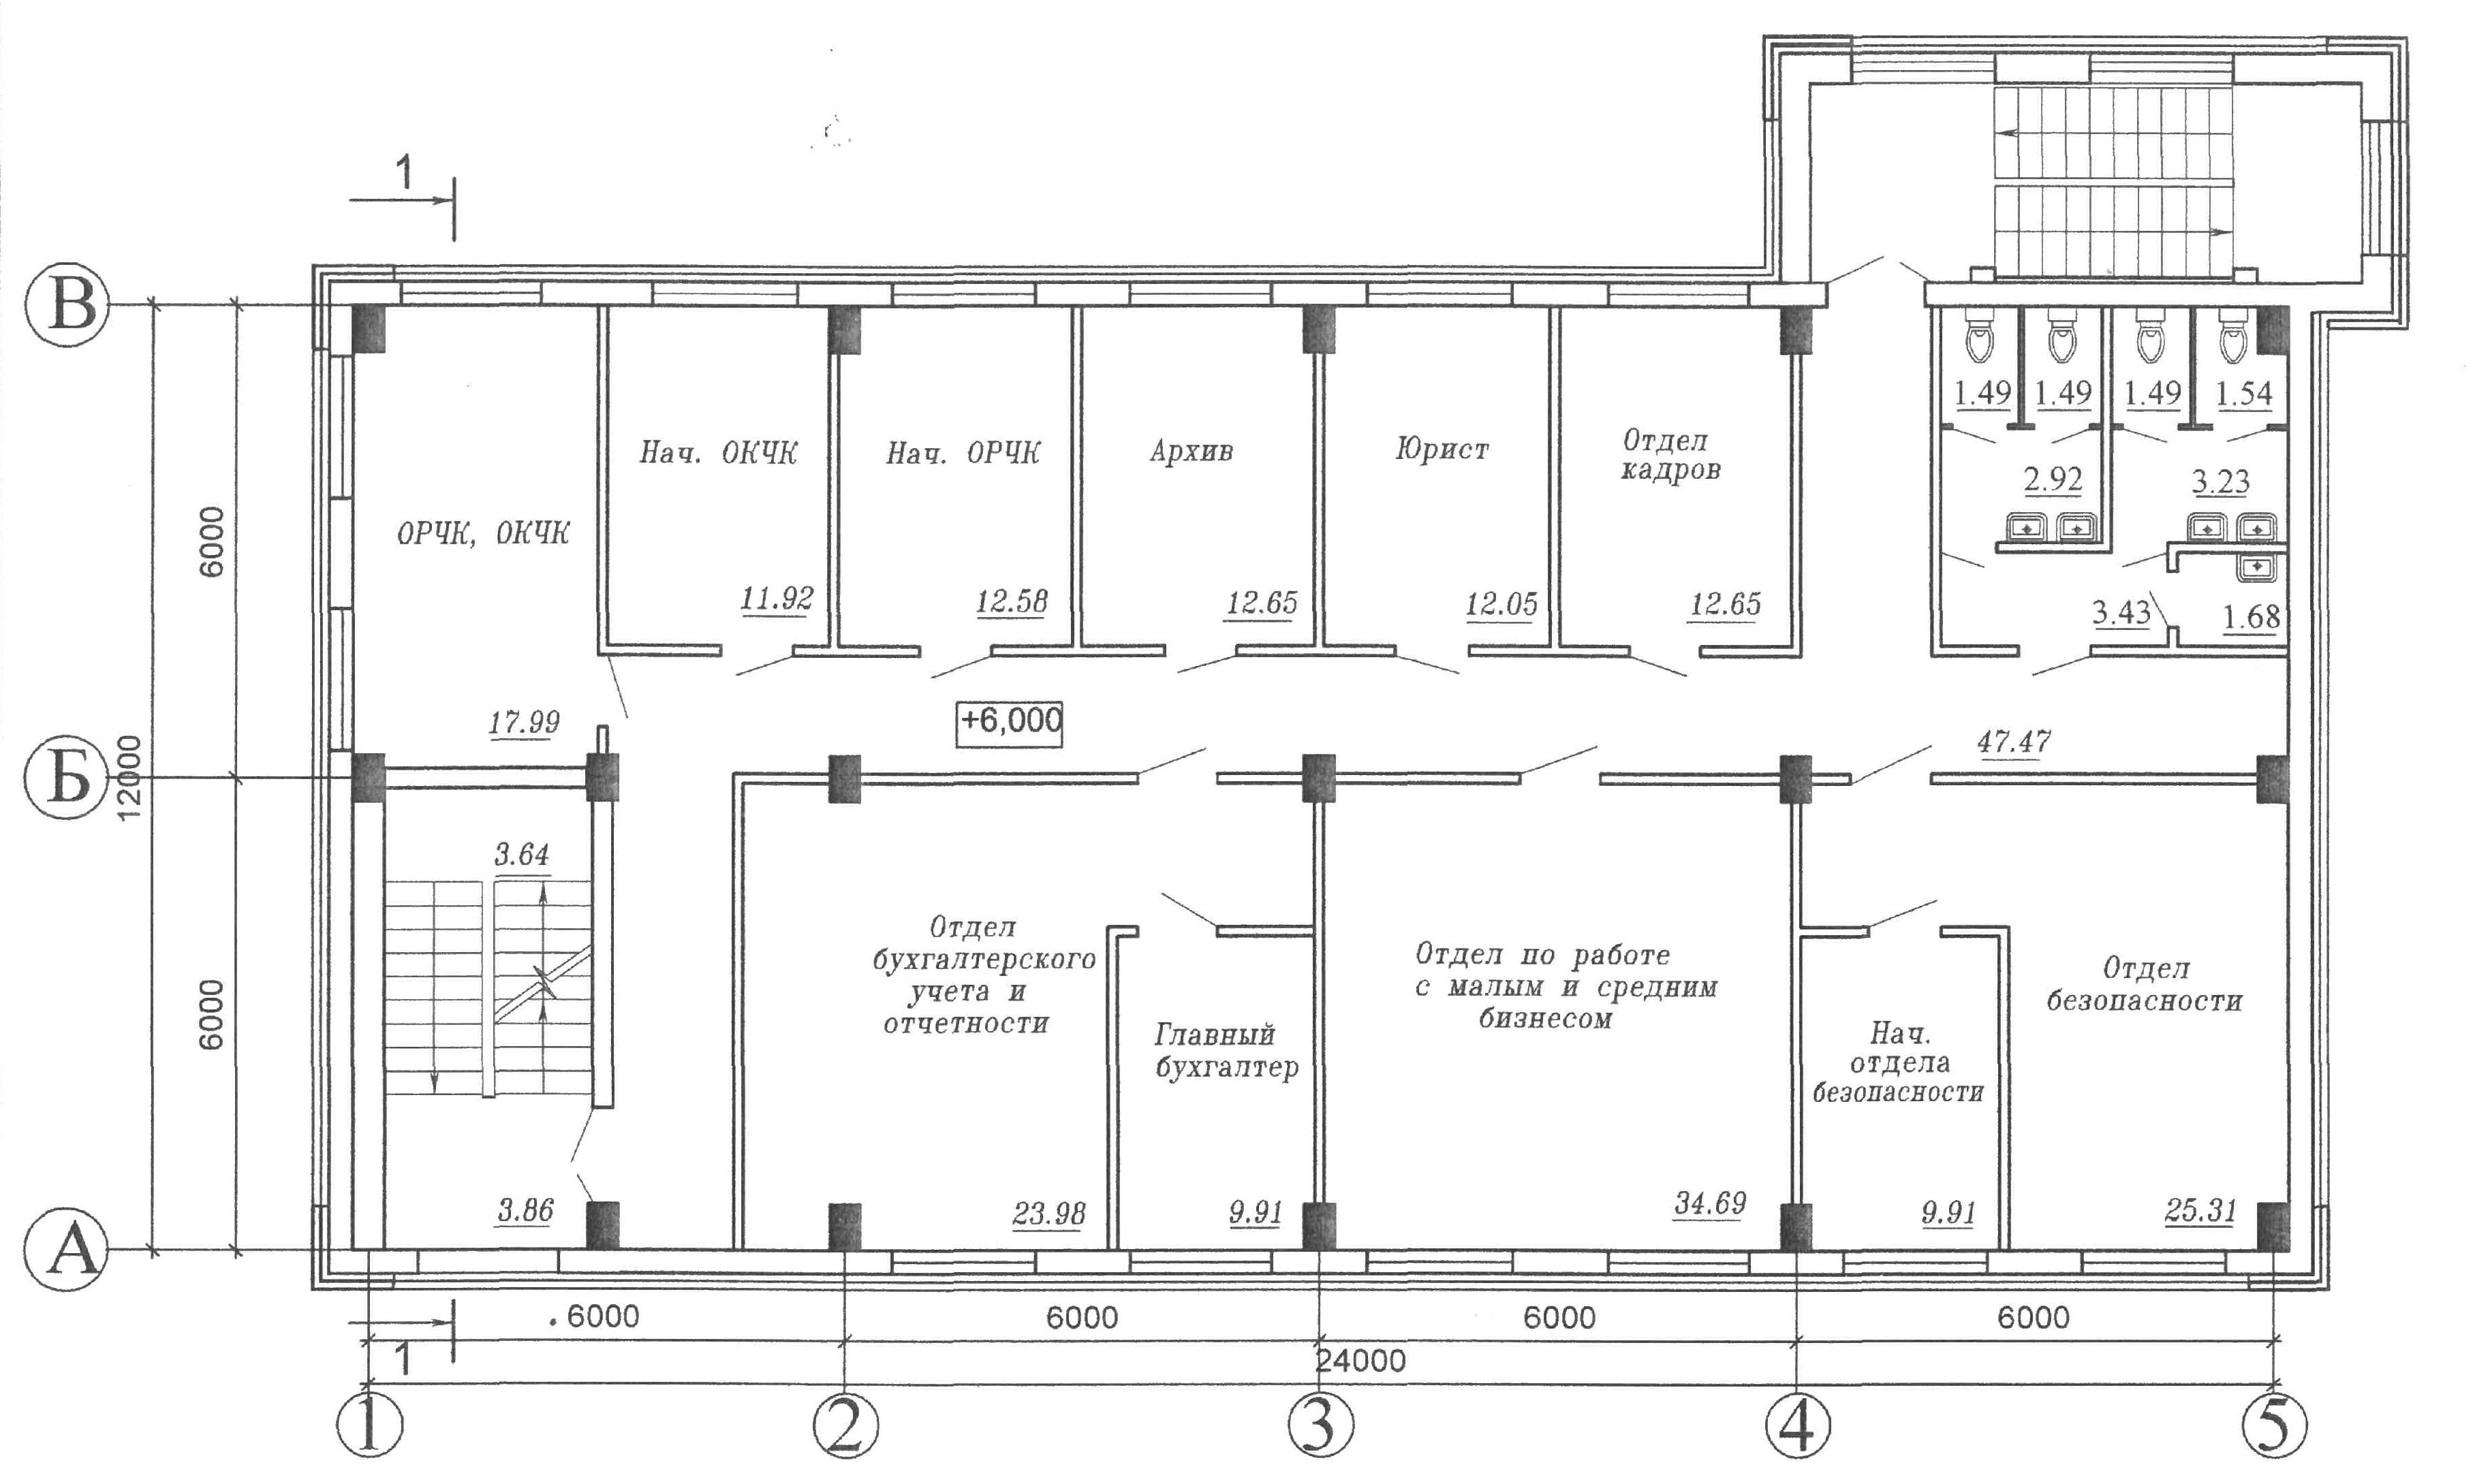 1
В
1.49
1.49
1.49
1.54
Нач. ОКЧК
Нач. ОРЧК
Архив
Юрист
Отдел
кадров
2.92
3.23
ОРЧК, ОКЧК
6000
11.92
12.58
12.65
12.05
12.65
3.43
1.68
17.99
+6,000
47.47
Б
12000
3.64
6000
Отдел
бухгалтерского
учета и
отчетности
Главный
бухгалтер
Отдел по работе
с малым и средним
бизнесом
Нач.
отдела
безопасности
Отдел
безопасности
3.86
23.98
9.91
34.69
9.91
25.31
А
6000
6000
6000
6000
1
24000
1
2
3
4
5